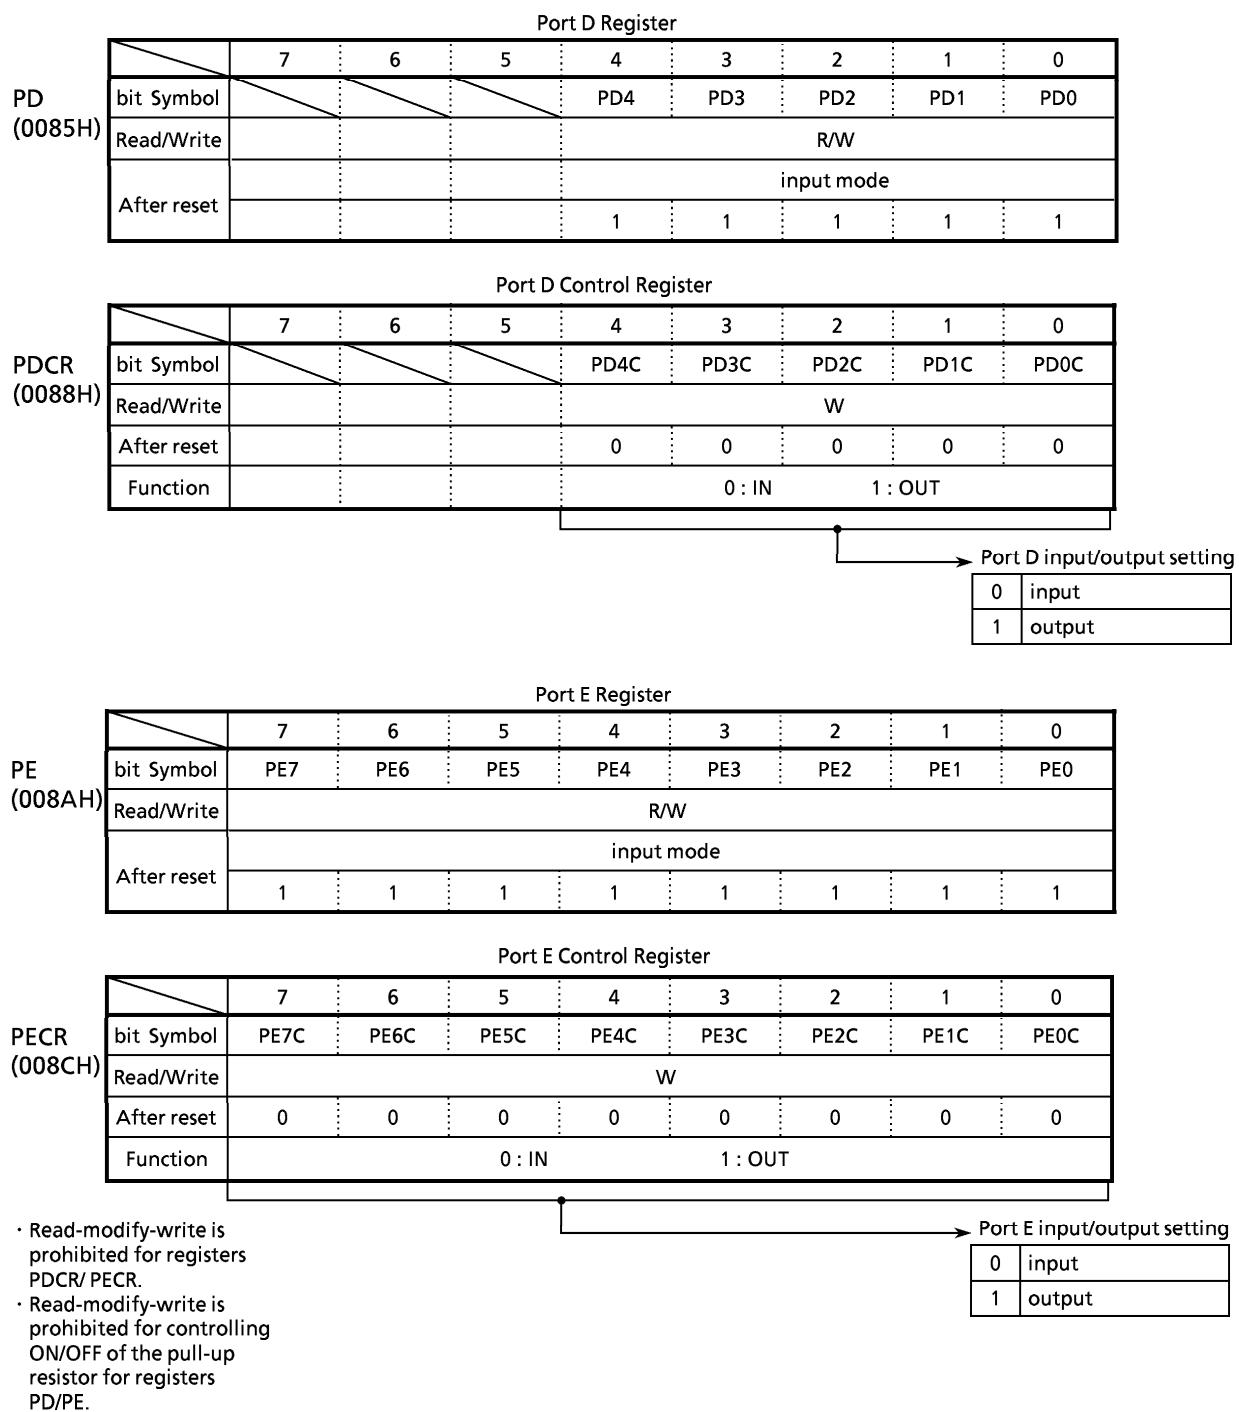 Port D Register
7 6 5 4 3 2 1 0
PD
(0085H)
bit Symbol PD4 PD3 PD2 PD1 PD0
Read/Write R/W
After reset input mode
1 1 1 1 1
Port D Control Register
7 6 5 4 3 2 1 0
PDCR
(0088H)
bit Symbol PD4C PD3C PD2C PD1C PD0C
Read/Write W
After reset 0 0 0 0 0
Function 0 : IN 1 : OUT
Port D input/output setting
0 input
1 output
Port E Register
7 6 5 4 3 2 1 0
PE
(008AH)
bit Symbol PE7 PE6 PE5 PE4 PE3 PE2 PE1 PE0
Read/Write R/W
After reset input mode
1 1 1 1 1 1 1 1
Port E Control Register
7 6 5 4 3 2 1 0
PECR
(008CH)
bit Symbol PE7C PE6C PE5C PE4C PE3C PE2C PE1C PE0C
Read/Write W
After reset 0 0 0 0 0 0 0 0
Function 0 : IN 1 : OUT
Port E input/output setting
0 input
1 output
· Read-modify-write is
prohibited for registers
PDCR/ PECR.
· Read-modify-write is
prohibited for controlling
ON/OFF of the pull-up
resistor for registers
PD/PE.